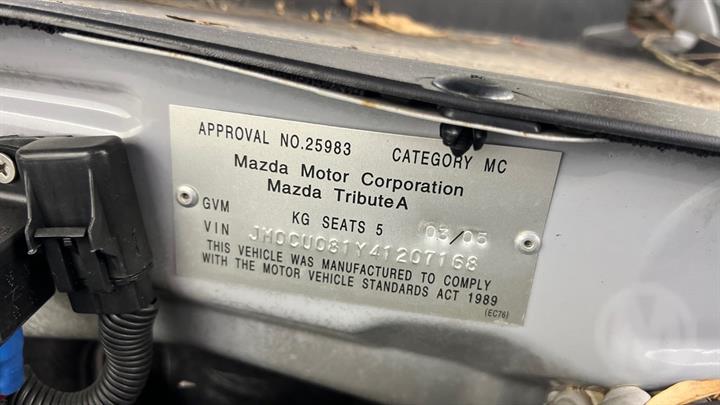 APPROVAL NO.25983 CATEGORY MC
Mazda Motor Corporation
Mazda TributeA
GVM KG SEATS 5 03/05
VIN JM0CU081Y41207168
THIS VEHICLE WAS MANUFACTURED TO COMPLY
WITH THE MOTOR VEHICLE STANDARDS ACT 1989
(EC76)